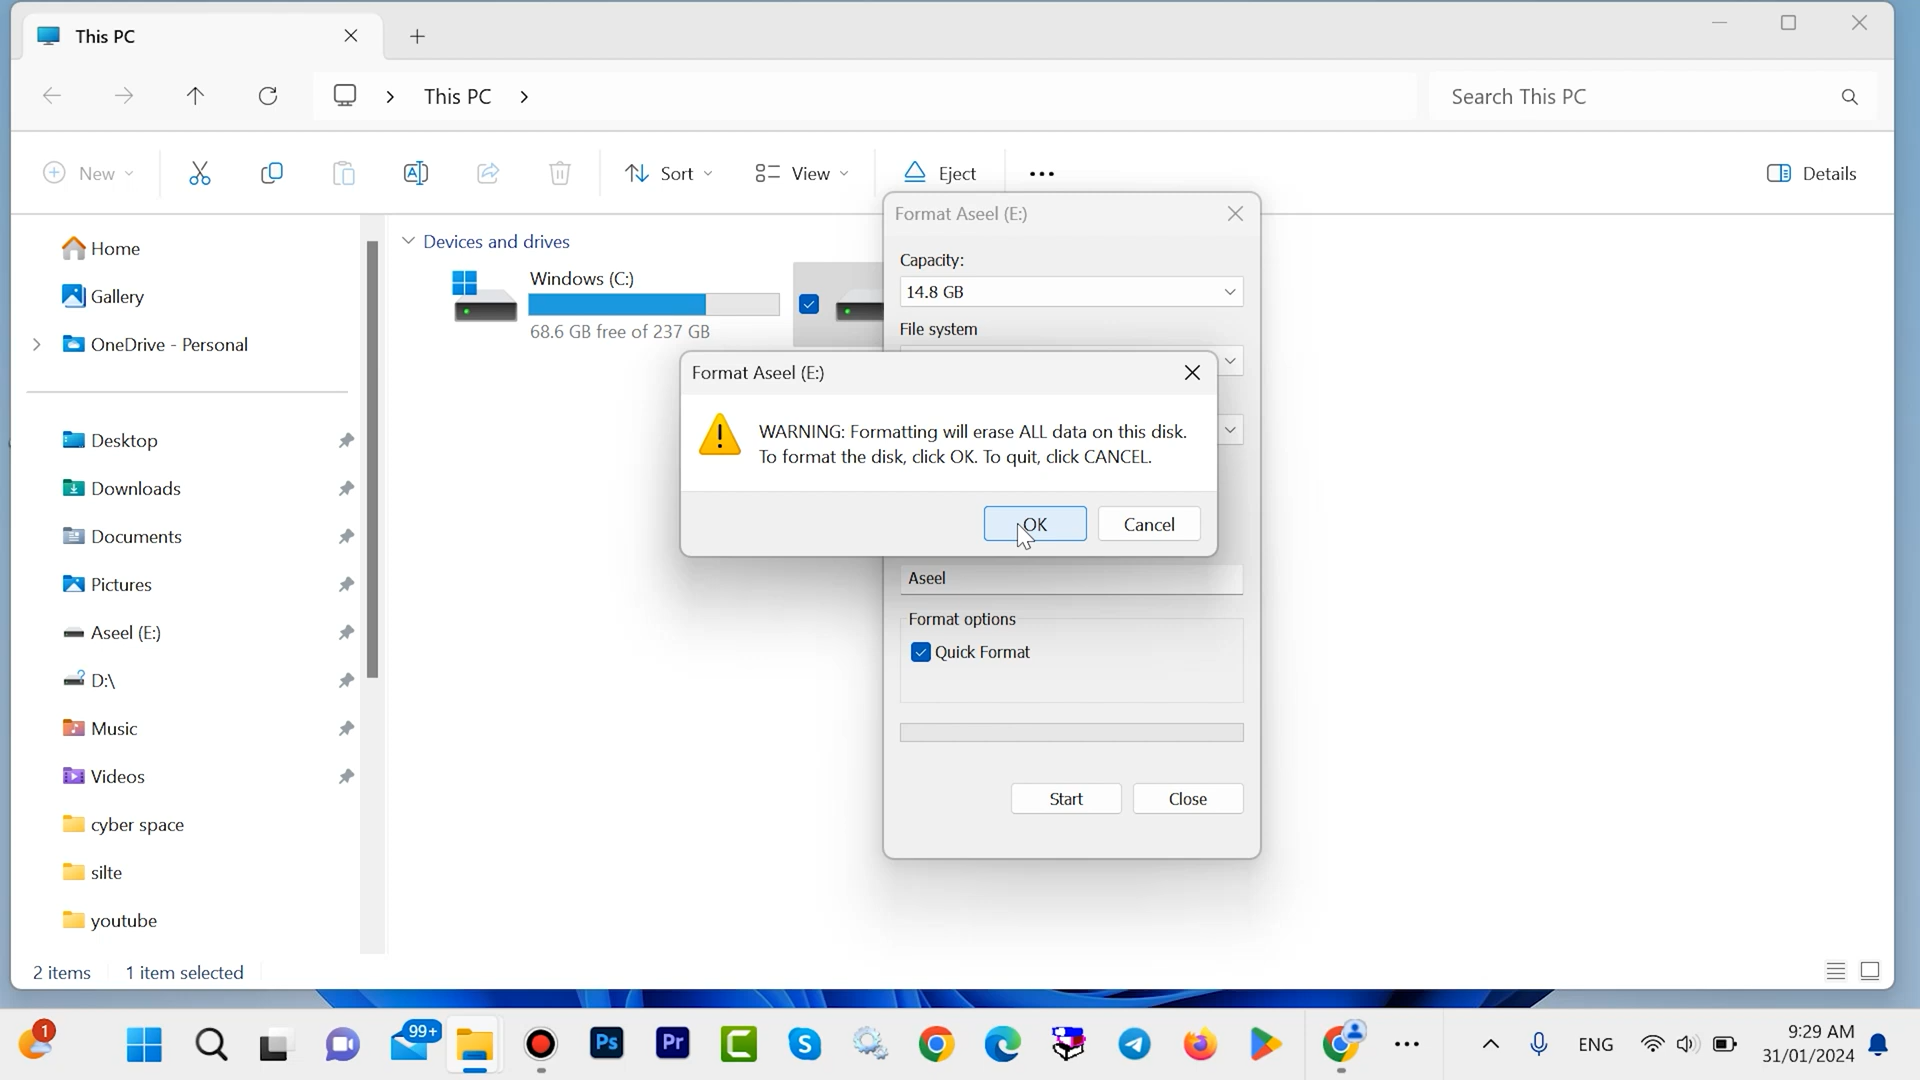 This PC
This PC
Search This PC
New
Sort
View
Eject
Details
Home
Gallery
OneDrive - Personal
Desktop
Downloads
Documents
Pictures
Aseel (E:)
D:\
Music
Videos
cyber space
silte
youtube
Devices and drives
Windows (C:)
68.6 GB free of 237 GB
Format Aseel (E:)
Capacity:
14.8 GB
File system
Format Aseel (E:)
WARNING: Formatting will erase ALL data on this disk.
To format the disk, click OK. To quit, click CANCEL.
OK
Cancel
Aseel
Format options
Quick Format
Start
Close
2 items
1 item selected
1
99+
Ps
Pr
ENG
9:29 AM
31/01/2024